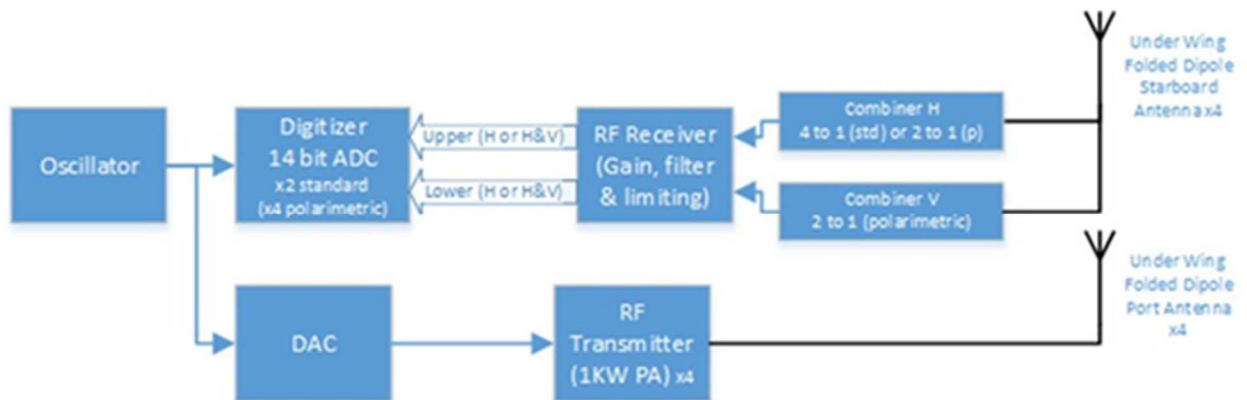 Oscillator
Digitizer
14 bit ADC
x2 standard
(x4 polarimetric)
Upper (H or H&V)
Lower (H or H&V)
RF Receiver
(Gain, filter
& limiting)
Combiner H
4 to 1 (std) or 2 to 1 (p)
Combiner V
2 to 1 (polarimetric)
Under Wing
Folded Dipole
Starboard
Antenna x4
DAC
RF
Transmitter
(1KW PA) x4
Under Wing
Folded Dipole
Port Antenna
x4